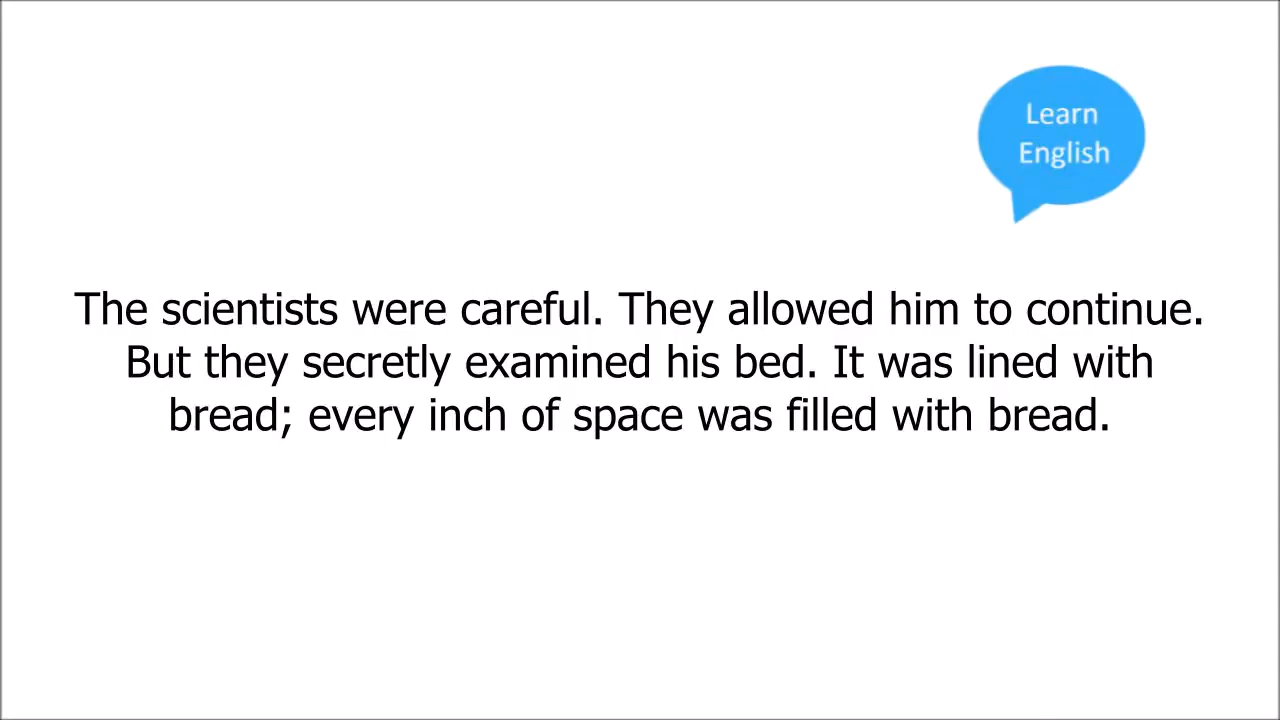 Learn
English
The scientists were careful. They allowed him to continue.
But they secretly examined his bed. It was lined with
bread; every inch of space was filled with bread.